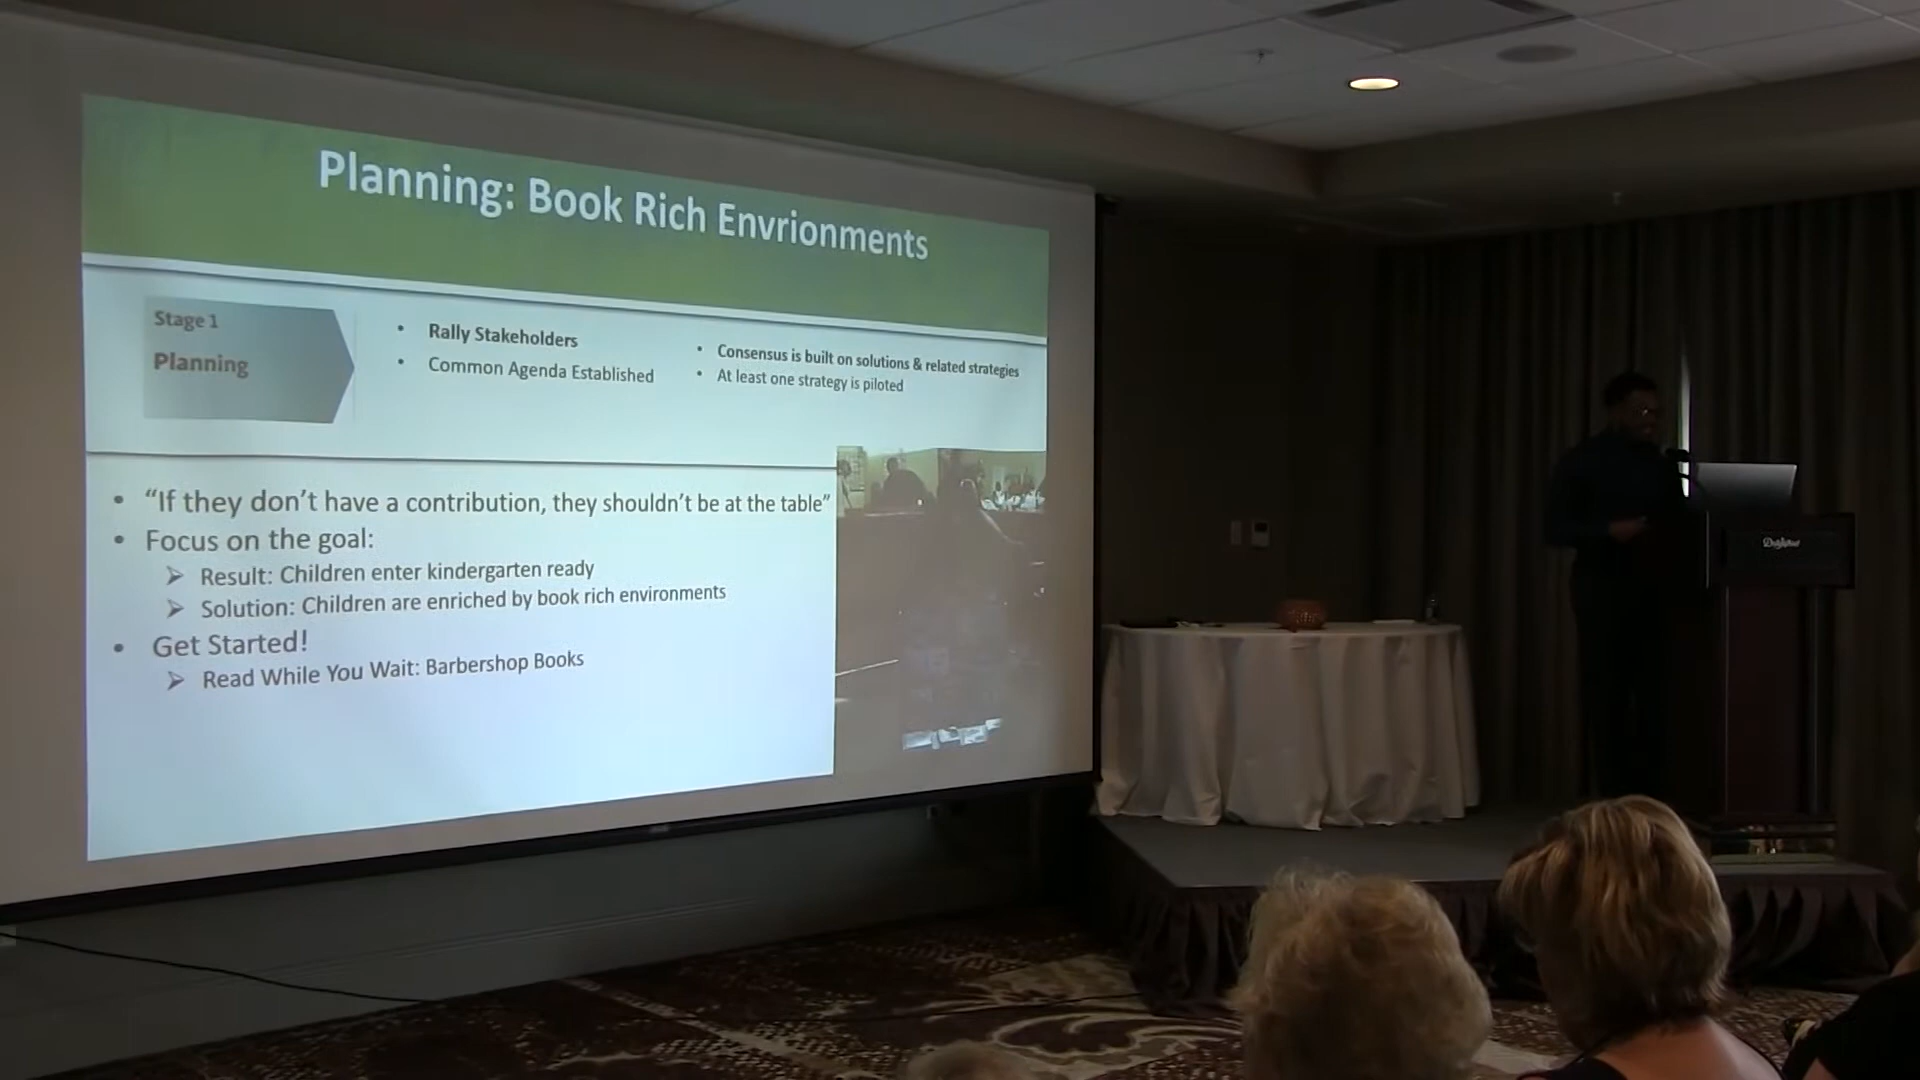 Planning: Book Rich Envrionments
Stage 1
Planning
• Rally Stakeholders
• Common Agenda Established
• Consensus is built on solutions & related strategies
• At least one strategy is piloted
• “If they don’t have a contribution, they shouldn’t be at the table”
• Focus on the goal:
➢ Result: Children enter kindergarten ready
➢ Solution: Children are enriched by book rich environments
• Get Started!
➢ Read While You Wait: Barbershop Books